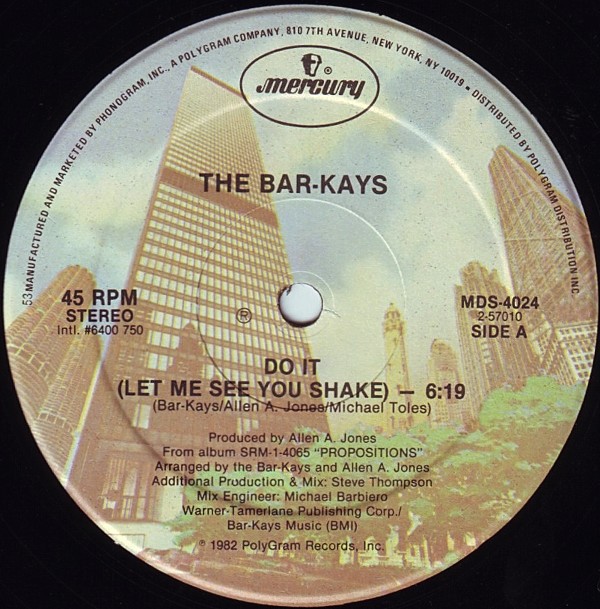 53 MANUFACTURED AND MARKETED BY PHONOGRAM, INC., A POLYGRAM COMPANY, 810 7TH AVENUE, NEW YORK, NY 10019 • DISTRIBUTED BY POLYGRAM DISTRIBUTION INC.
mercury ®
THE BAR-KAYS
45 RPM
STEREO
Intl. #6400 750
℗
MDS-4024
2-57010
SIDE A
DO IT
(LET ME SEE YOU SHAKE) — 6:19
(Bar-Kays/Allen A. Jones/Michael Toles)
Produced by Allen A. Jones
From album SRM-1-4065 "PROPOSITIONS"
Arranged by the Bar-Kays and Allen A. Jones
Additional Production & Mix: Steve Thompson
Mix Engineer: Michael Barbiero
Warner-Tamerlane Publishing Corp./
Bar-Kays Music (BMI)
℗ 1982 PolyGram Records, Inc.